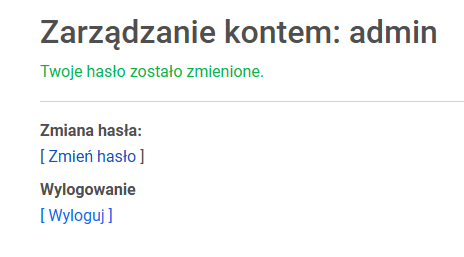 Zarządzanie kontem: admin
Twoje hasło zostało zmienione.
Zmiana hasła:
[ Zmień hasło ]
Wylogowanie
[ Wyloguj ]